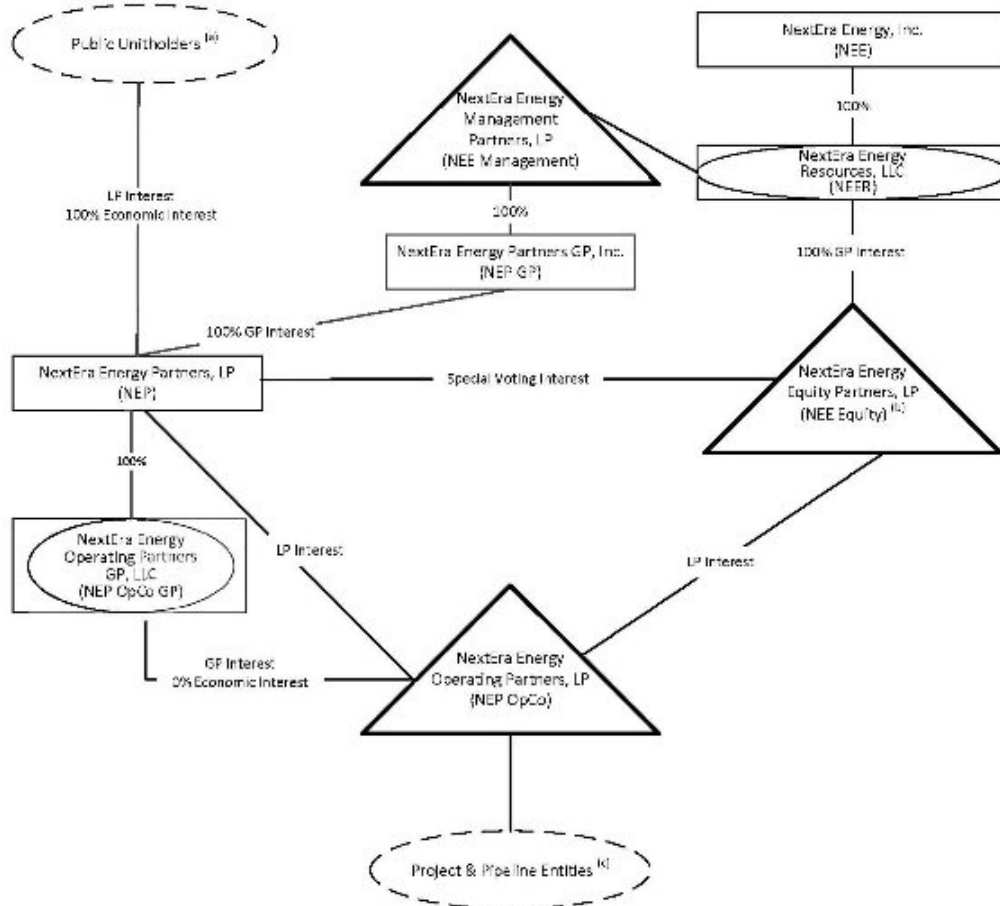 Public Unitholders (a)
NextEra Energy, Inc.
(NEE)
NextEra Energy
Management
Partners, LP
(NEE Management)
100%
NextEra Energy
Resources, LLC
(NEER)
LP Interest
100% Economic Interest
100%
NextEra Energy Partners GP, Inc.
(NEP GP)
100% GP Interest
100% GP Interest
NextEra Energy Partners, LP
(NEP)
Special Voting Interest
NextEra Energy
Equity Partners, LP
(NEE Equity) (b)
100%
NextEra Energy
Operating Partners
GP, LLC
(NEP OpCo GP)
LP Interest
LP Interest
GP Interest
0% Economic Interest
NextEra Energy
Operating Partners, LP
(NEP OpCo)
Project & Pipeline Entities (c)